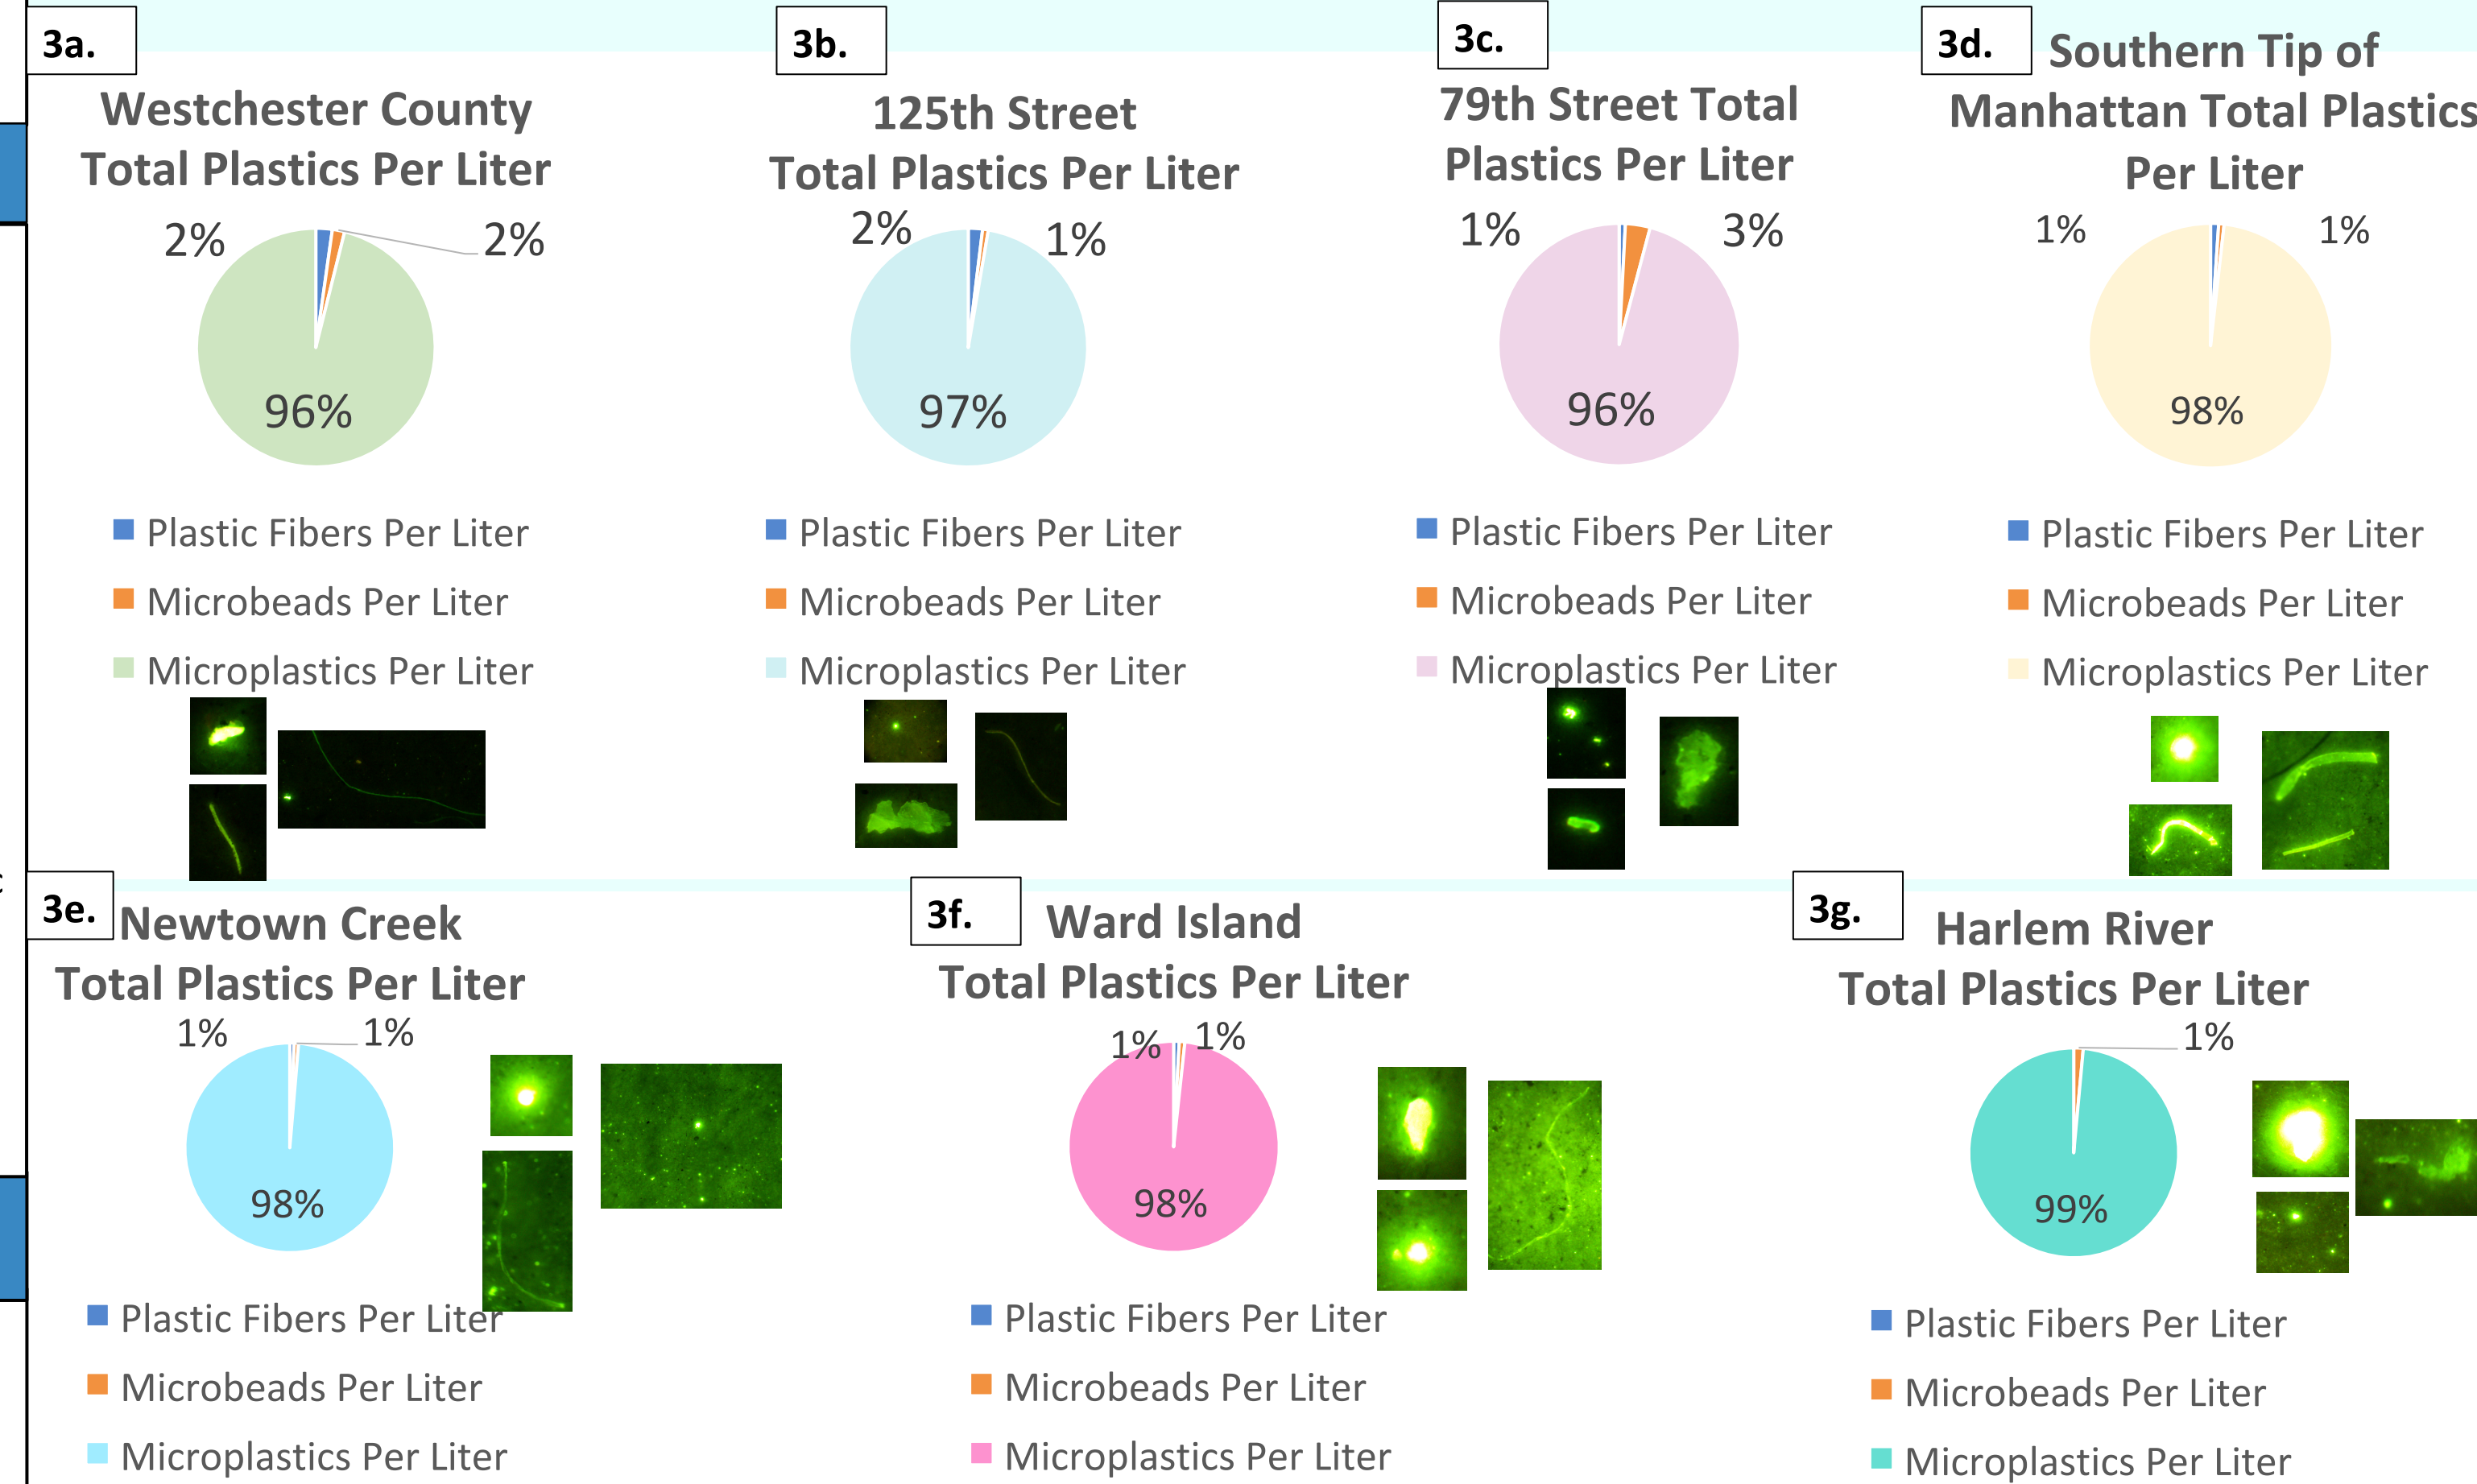 3a.
Westchester County
Total Plastics Per Liter
2%
2%
96%
Plastic Fibers Per Liter
Microbeads Per Liter
Microplastics Per Liter
3b.
125th Street
Total Plastics Per Liter
2%
1%
97%
Plastic Fibers Per Liter
Microbeads Per Liter
Microplastics Per Liter
3c.
79th Street Total
Plastics Per Liter
1%
3%
96%
Plastic Fibers Per Liter
Microbeads Per Liter
Microplastics Per Liter
3d.
Southern Tip of
Manhattan Total Plastics
Per Liter
1%
1%
98%
Plastic Fibers Per Liter
Microbeads Per Liter
Microplastics Per Liter
3e.
Newtown Creek
Total Plastics Per Liter
1%
1%
98%
Plastic Fibers Per Liter
Microbeads Per Liter
Microplastics Per Liter
3f.
Ward Island
Total Plastics Per Liter
1%
1%
98%
Plastic Fibers Per Liter
Microbeads Per Liter
Microplastics Per Liter
3g.
Harlem River
Total Plastics Per Liter
1%
99%
Plastic Fibers Per Liter
Microbeads Per Liter
Microplastics Per Liter